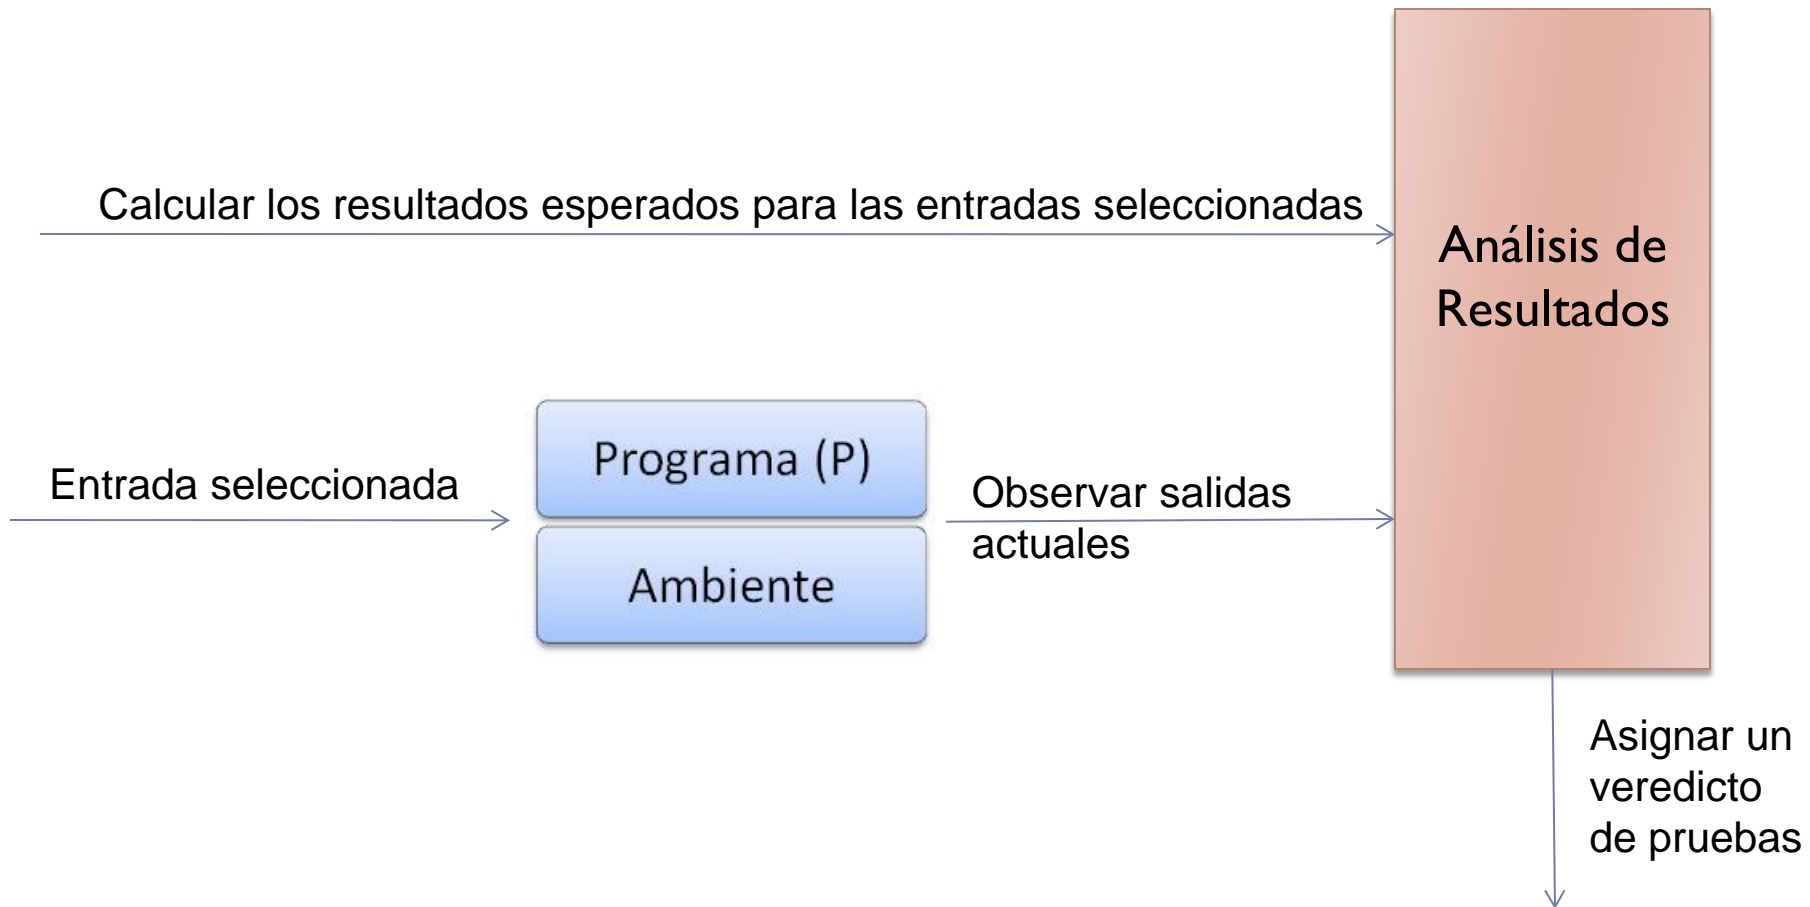 Calcular los resultados esperados para las entradas seleccionadas
Análisis de
Resultados
Entrada seleccionada
Programa (P)
Ambiente
Observar salidas
actuales
Asignar un
veredicto
de pruebas